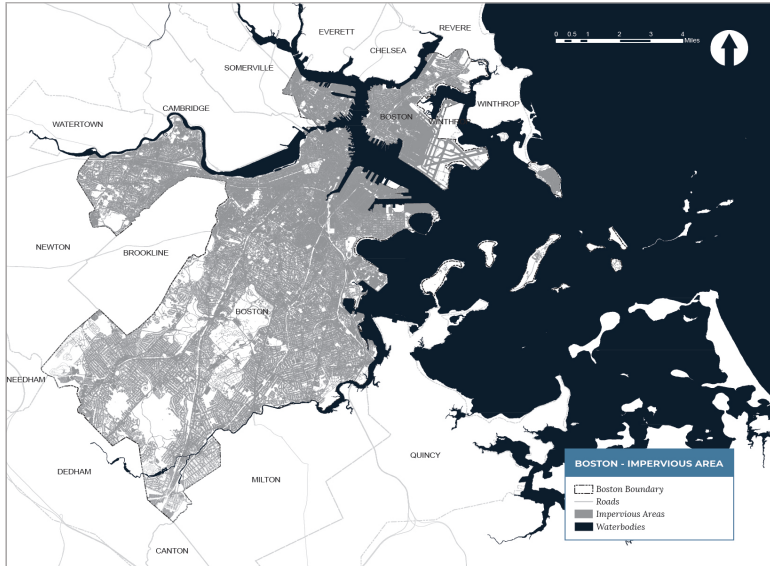 REVERE
EVERETT
CHELSEA
0 0.5 1 2 3 4
Miles
SOMERVILLE
WINTHROP
CAMBRIDGE
BOSTON
WATERTOWN
NEWTON
BROOKLINE
BOSTON
NEEDHAM
QUINCY
BOSTON - IMPERVIOUS AREA
Boston Boundary
Roads
Impervious Areas
Waterbodies
DEDHAM
MILTON
CANTON